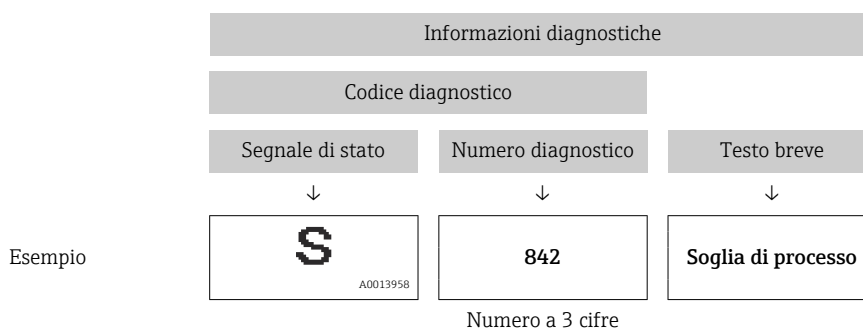 Informazioni diagnostiche
Codice diagnostico
Segnale di stato Numero diagnostico Testo breve
↓ ↓ ↓
Esempio S 842 Soglia di processo
A0013958
Numero a 3 cifre